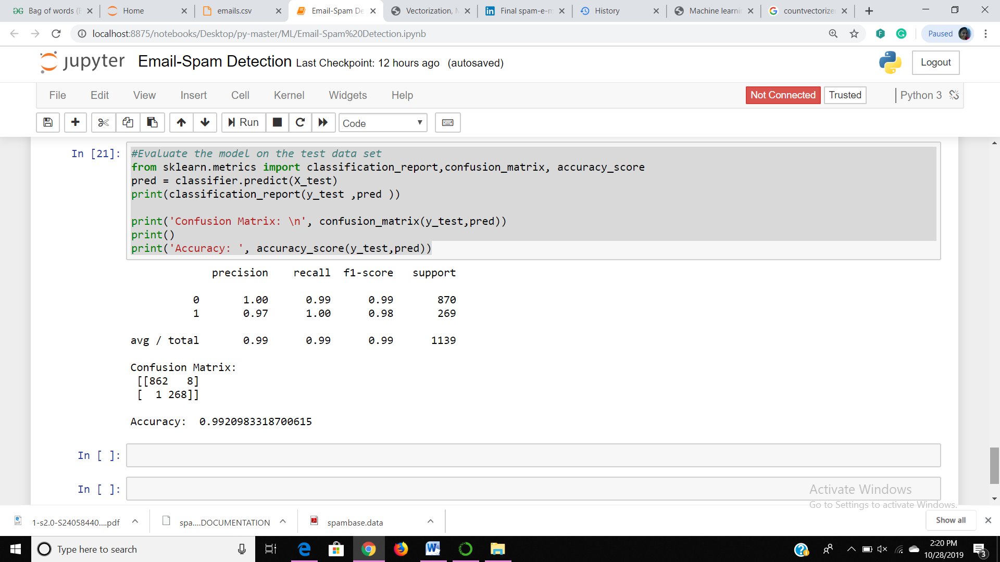 Bag of words (
Home
emails.csv
Email-Spam De
Vectorization,
Final spam-e-m
History
Machine learni
countvectorize
localhost:8875/notebooks/Desktop/py-master/ML/Email-Spam%20Detection.ipynb
Paused
jupyter Email-Spam Detection Last Checkpoint: 12 hours ago (autosaved)
Logout
File Edit View Insert Cell Kernel Widgets Help
Not Connected Trusted Python 3
Run Code
In [21]: #Evaluate the model on the test data set
from sklearn.metrics import classification_report,confusion_matrix, accuracy_score
pred = classifier.predict(X_test)
print(classification_report(y_test ,pred ))
print('Confusion Matrix: \n', confusion_matrix(y_test,pred))
print()
print('Accuracy: ', accuracy_score(y_test,pred))
precision recall f1-score support
0 1.00 0.99 0.99 870
1 0.97 1.00 0.98 269
avg / total 0.99 0.99 0.99 1139
Confusion Matrix:
[[862 8]
[ 1 268]]
Accuracy: 0.9920983318700615
In [ ]:
In [ ]:
Activate Windows
Go to Settings to activate Windows.
1-s2.0-S24058440....pdf
spa....DOCUMENTATION
spambase.data
Show all
Type here to search
2:20 PM
10/28/2019
3